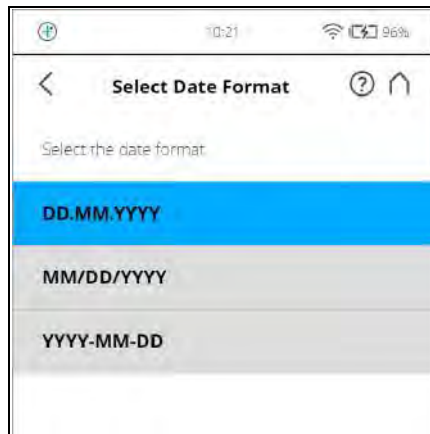 10:21 96%
Select Date Format
Select the date format
DD.MM.YYYY
MM/DD/YYYY
YYYY-MM-DD